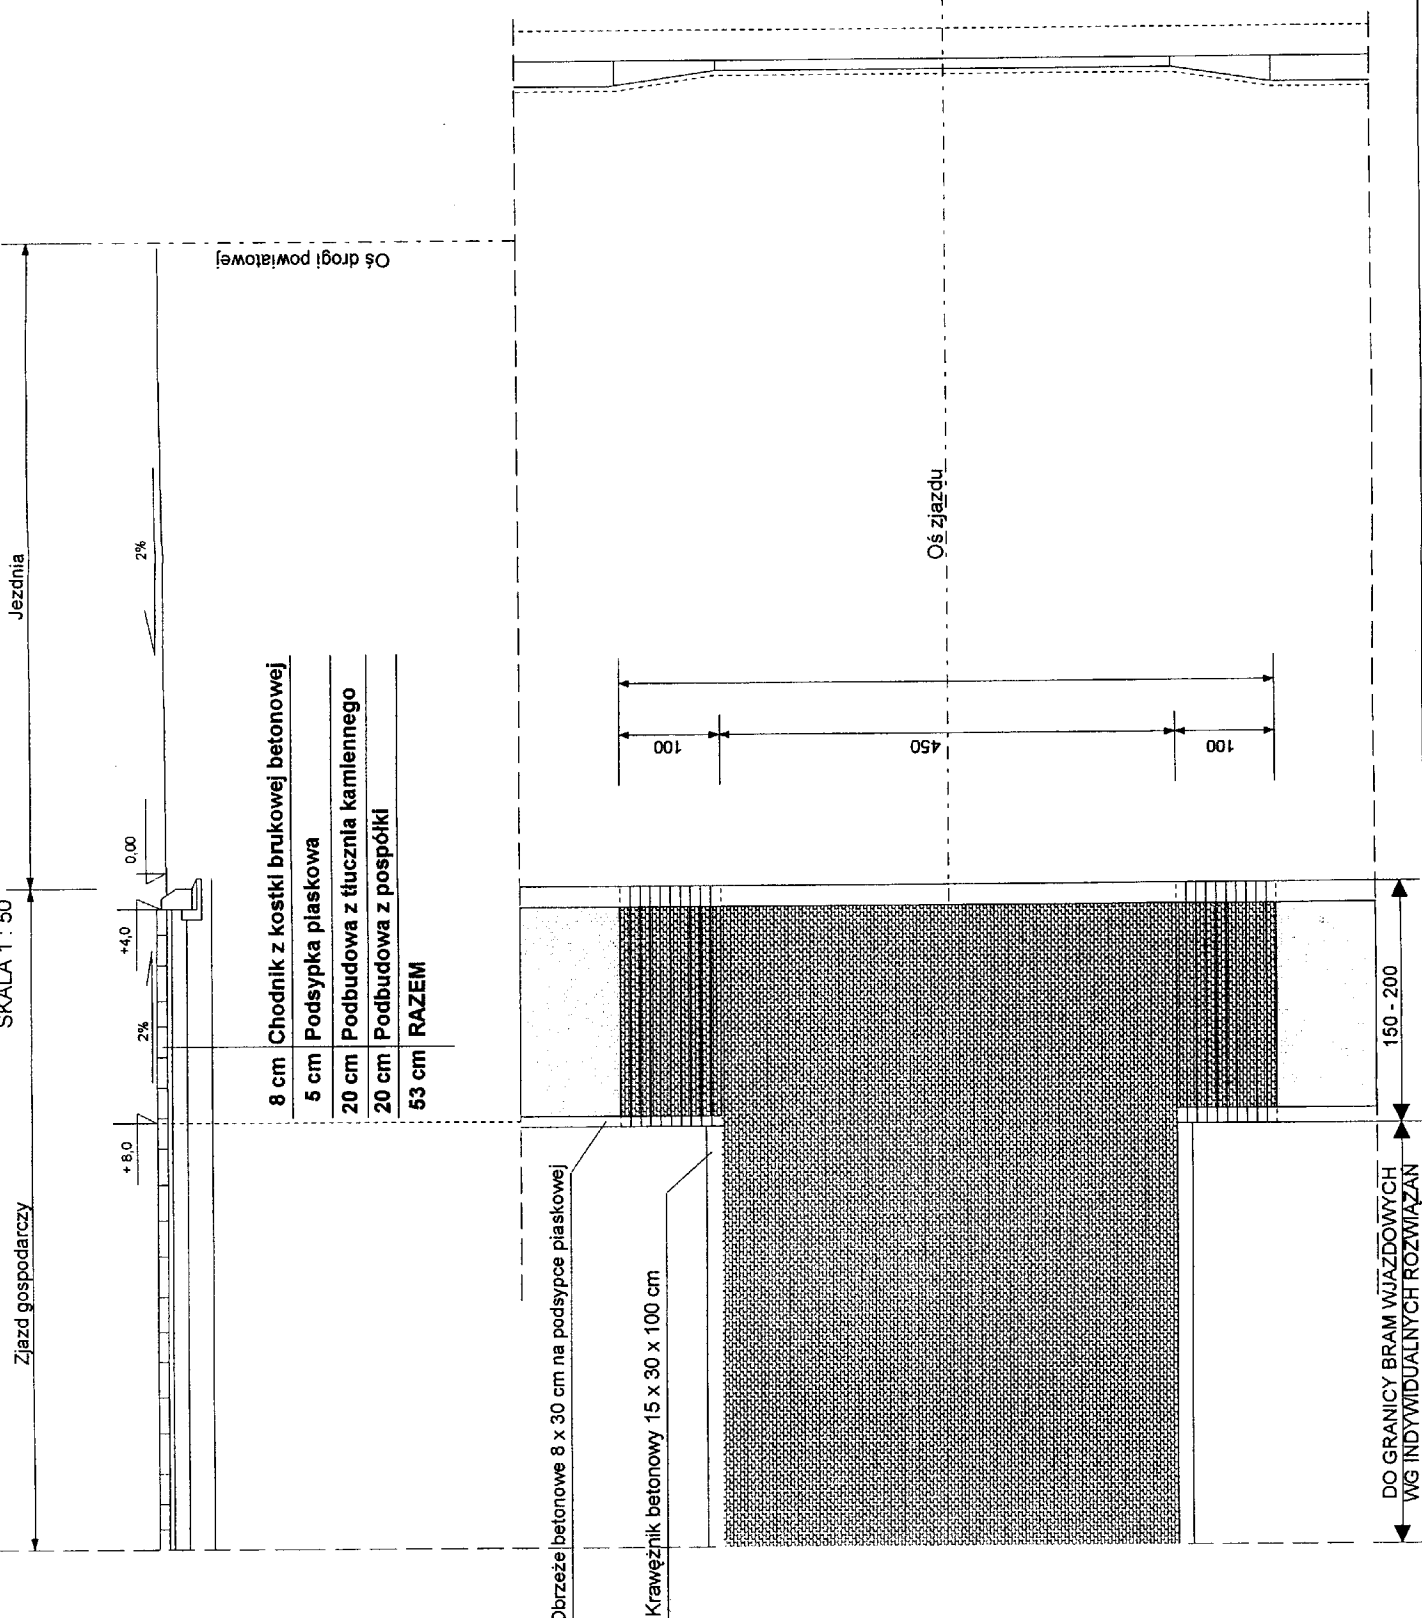 SKALA 1 : 50
Zjazd gospodarczy
Jezdnia
+ 8,0
2%
+4,0
0,00
2%
Oś drogi powiatowej
8 cm Chodnik z kostki brukowej betonowej
5 cm Podsypka piaskowa
20 cm Podbudowa z tłucznia kamiennego
20 cm Podbudowa z pospółki
53 cm RAZEM
Obrzeże betonowe 8 x 30 cm na podsypce piaskowej
Krawężnik betonowy 15 x 30 x 100 cm
100
450
100
Oś zjazdu
DO GRANICY BRAM WJAZDOWYCH
WG INDYWIDUALNYCH ROZWIĄZAŃ
150 - 200